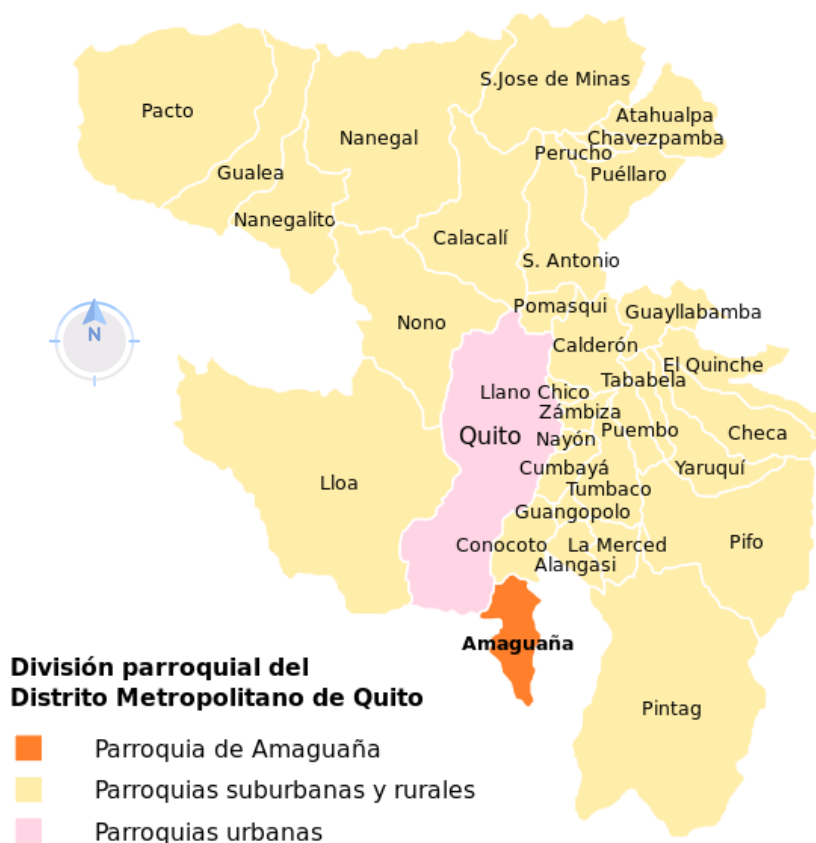 S.Jose de Minas
Pacto
Atahualpa
Nanegal
Chavezpamba
Perucho
Gualea
Puéllaro
Nanegalito
Calacalí
S. Antonio
Pomasqui
Guayllabamba
Nono
N
Calderón
El Quinche
Tababela
Llano Chico
Zámbiza
Quito
Nayón
Puembo
Checa
Cumbayá
Yaruquí
Lloa
Tumbaco
Guangopolo
Conocoto
La Merced
Pifo
Alangasi
Amaguaña
Pintag
División parroquial del
Distrito Metropolitano de Quito
Parroquia de Amaguaña
Parroquias suburbanas y rurales
Parroquias urbanas